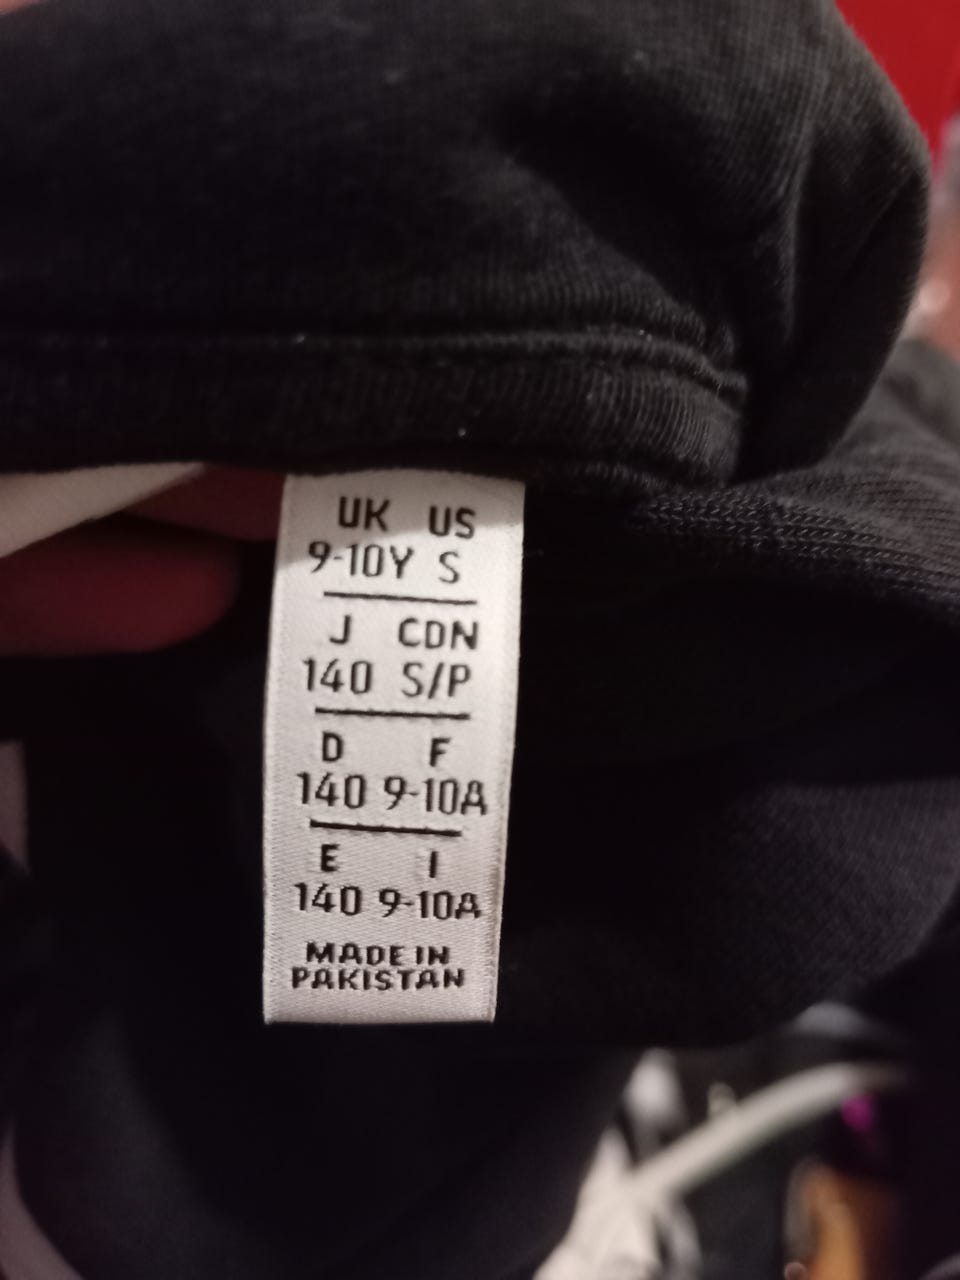 UK US
9-10Y S
J CDN
140 S/P
D F
140 9-10A
E I
140 9-10A
MADE IN
PAKISTAN